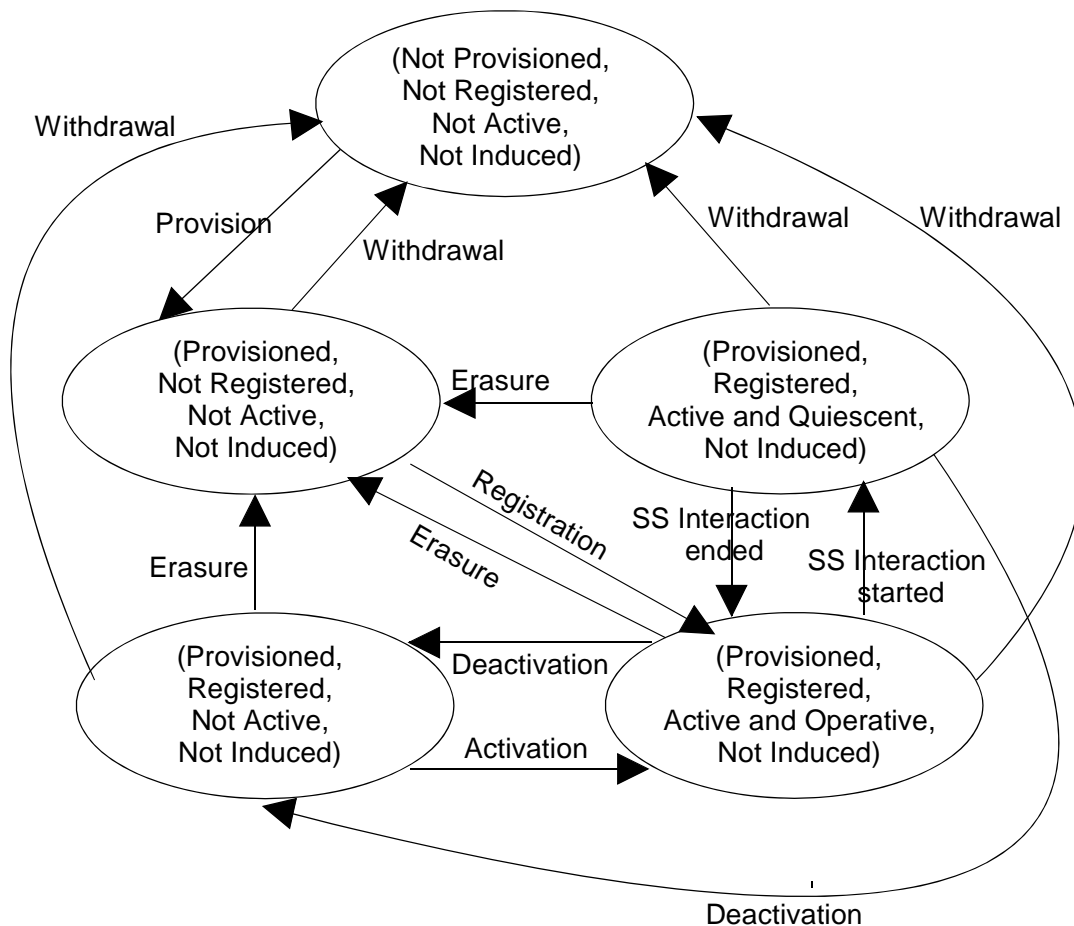 (Not Provisioned,
Not Registered,
Not Active,
Not Induced)
Withdrawal
Provision
Withdrawal
Withdrawal
Withdrawal
(Provisioned,
Not Registered,
Not Active,
Not Induced)
Erasure
(Provisioned,
Registered,
Active and Quiescent,
Not Induced)
Registration
Erasure
SS Interaction
ended
SS Interaction
started
Erasure
(Provisioned,
Registered,
Not Active,
Not Induced)
Deactivation
Activation
(Provisioned,
Registered,
Active and Operative,
Not Induced)
Deactivation